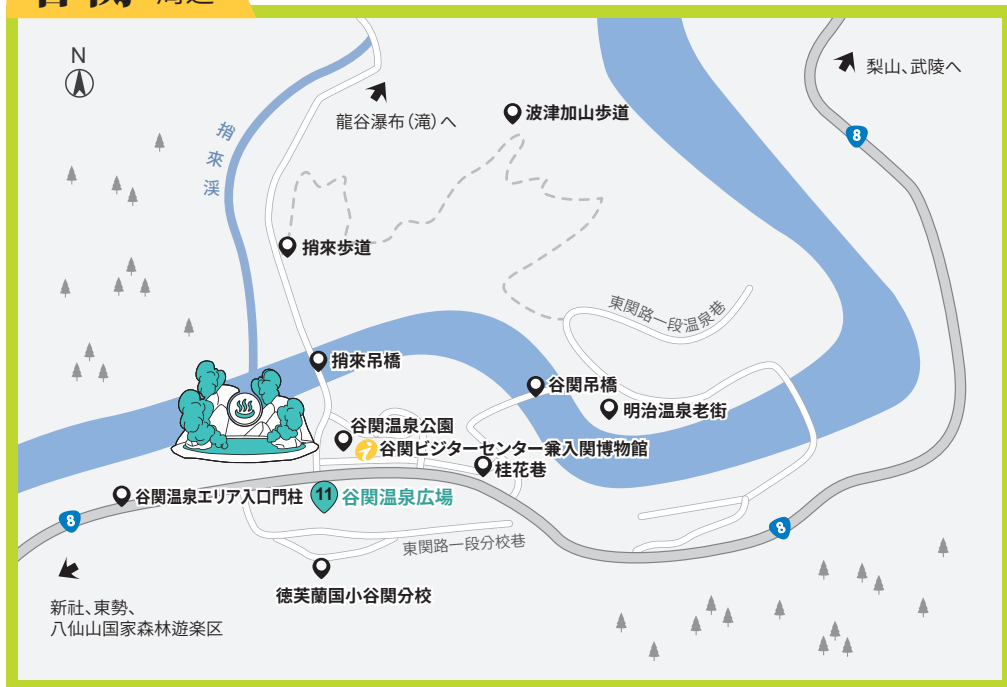 周辺
N
梨山、武陵へ
8
龍谷瀑布（滝）へ
波津加山歩道
捎來渓
捎來歩道
東関路一段温泉巷
捎來吊橋
谷関吊橋
明治温泉老街
谷関温泉公園
谷関ビジターセンター兼入関博物館
桂花巷
谷関温泉エリア入口門柱
11 谷関温泉広場
8
8
東関路一段分校巷
徳芙蘭国小谷関分校
新社、東勢、
八仙山国家森林遊楽区